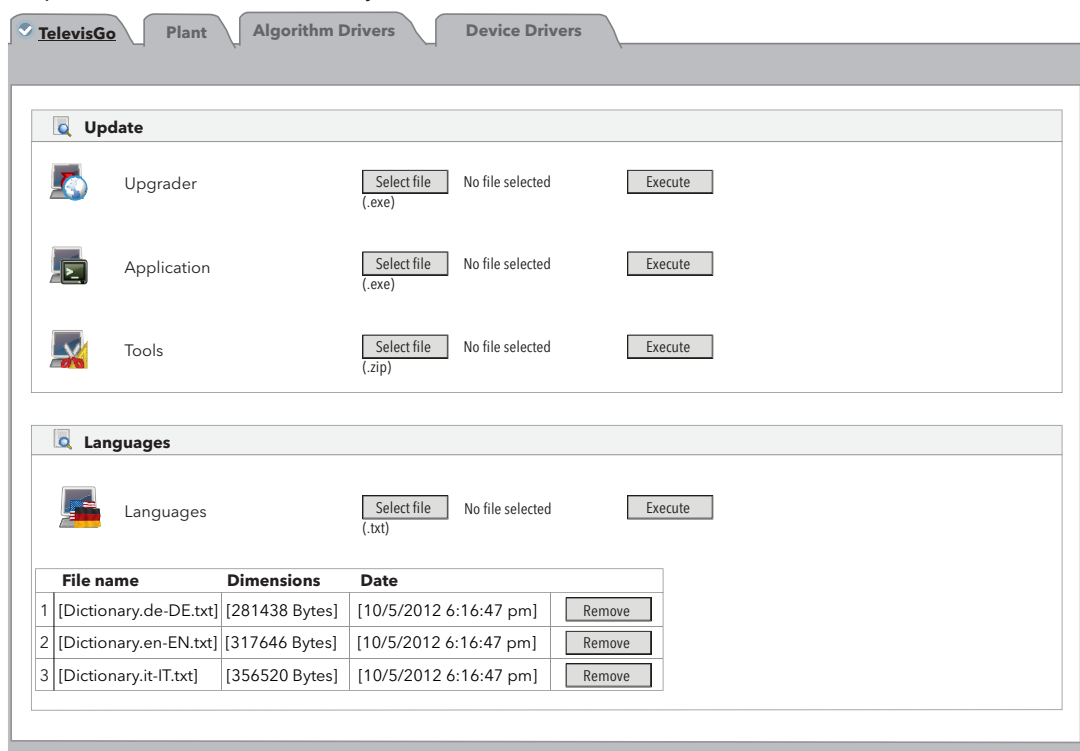 TelevisGo Plant Algorithm Drivers Device Drivers
Update
Upgrader Select file No file selected Execute
(.exe)
Application Select file No file selected Execute
(.exe)
Tools Select file No file selected Execute
(.zip)
Languages
Languages Select file No file selected Execute
(.txt)
File name Dimensions Date
1 [Dictionary.de-DE.txt] [281438 Bytes] [10/5/2012 6:16:47 pm] Remove
2 [Dictionary.en-EN.txt] [317646 Bytes] [10/5/2012 6:16:47 pm] Remove
3 [Dictionary.it-IT.txt] [356520 Bytes] [10/5/2012 6:16:47 pm] Remove